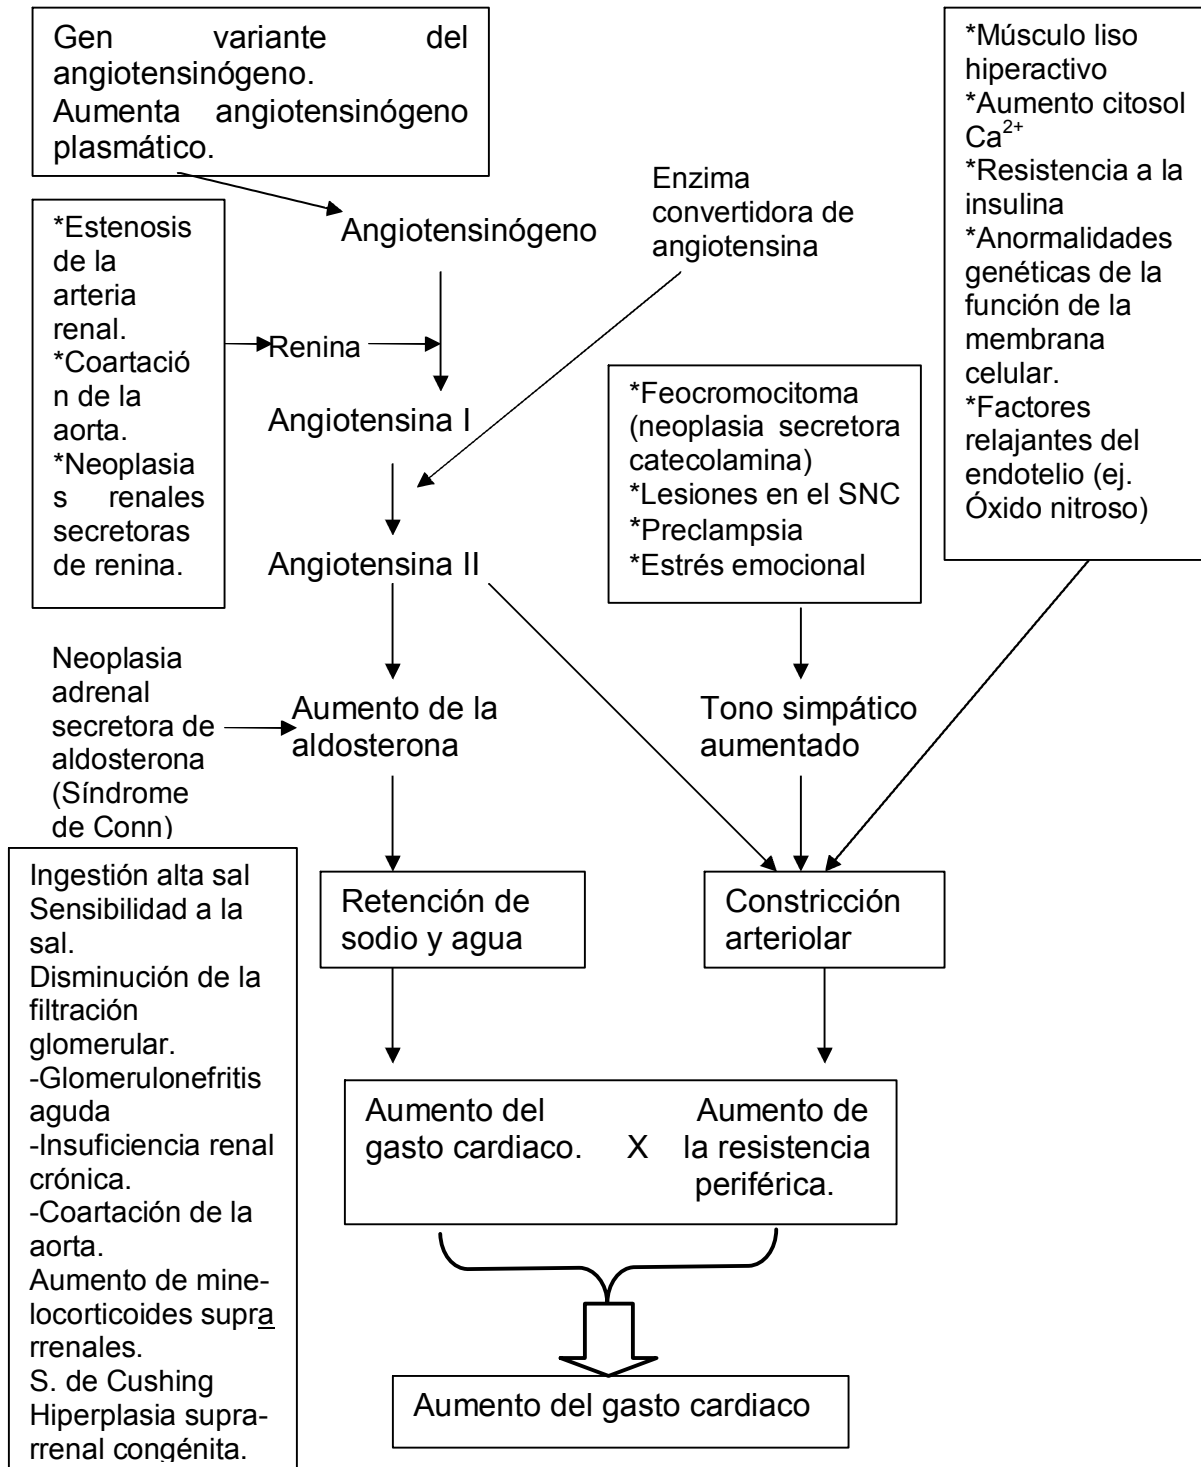 Gen variante del
angiotensinógeno.
Aumenta angiotensinógeno
plasmático.
*Músculo liso
hiperactivo
*Aumento citosol
Ca2+
*Resistencia a la
insulina
*Anormalidades
genéticas de la
función de la
membrana
celular.
*Factores
relajantes del
endotelio (ej.
Óxido nitroso)
Enzima
convertidora de
angiotensina
Angiotensinógeno
*Estenosis
de la
arteria
renal.
*Coartació
n de la
aorta.
*Neoplasia
s renales
secretoras
de renina.
Renina
Angiotensina I
*Feocromocitoma
(neoplasia secretora
catecolamina)
*Lesiones en el SNC
*Preclampsia
*Estrés emocional
Angiotensina II
Neoplasia
adrenal
secretora de
aldosterona
(Síndrome
de Conn)
Aumento de la
aldosterona
Tono simpático
aumentado
Ingestión alta sal
Sensibilidad a la
sal.
Disminución de la
filtración
glomerular.
-Glomerulonefritis
aguda
-Insuficiencia renal
crónica.
-Coartación de la
aorta.
Aumento de mine-
locorticoides supra
rrenales.
S. de Cushing
Hiperplasia supra-
rrenal congénita.
Retención de
sodio y agua
Constricción
arteriolar
Aumento del
gasto cardiaco.
X
Aumento de
la resistencia
periférica.
Aumento del gasto cardiaco